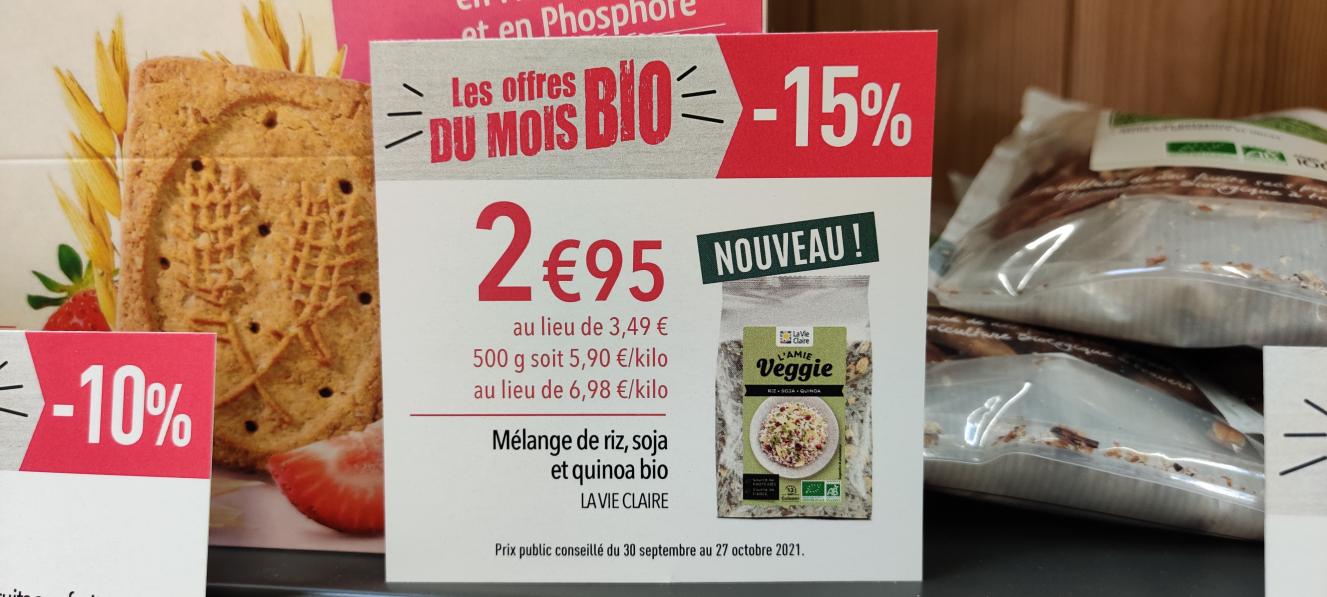 et en Phosphore
Les offres
DU MOIS BIO
-15%
2€95
au lieu de 3,49 €
500 g soit 5,90 €/kilo
au lieu de 6,98 €/kilo
Mélange de riz, soja
et quinoa bio
LA VIE CLAIRE
NOUVEAU !
La Vie
Claire
L'AMIE
Veggie
RIZ • SOJA • QUINOA
AB
Prix public conseillé du 30 septembre au 27 octobre 2021.
-10%